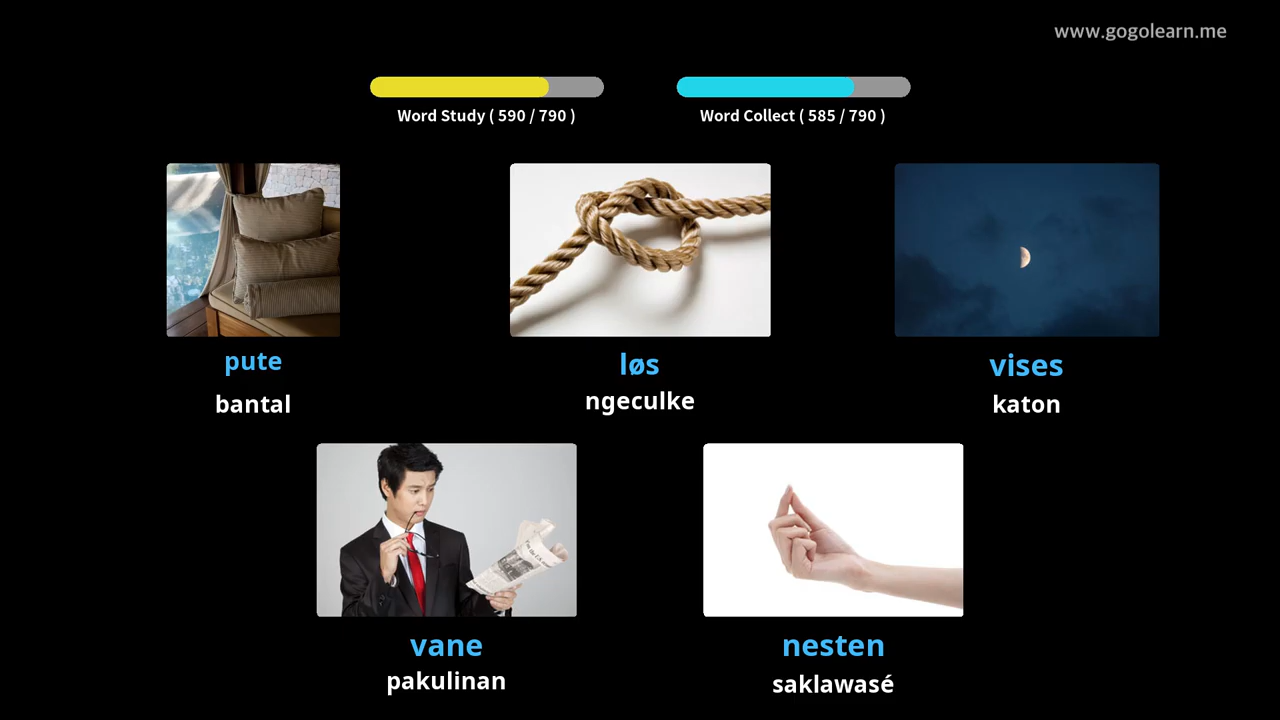 www.gogolearn.me
Word Study ( 590 / 790 )
Word Collect ( 585 / 790 )
pute
bantal
løs
ngeculke
vises
katon
vane
pakulinan
nesten
saklawasé